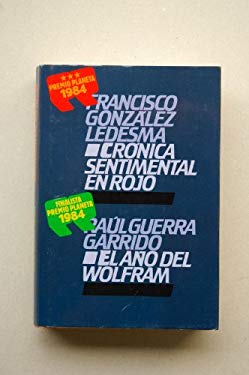 ★★★
PREMIO PLANETA
1984
FRANCISCO
GONZÁLEZ
LEDESMA
CRÓNICA
SENTIMENTAL
EN ROJO
FINALISTA
PREMIO PLANETA
1984
RAÚL GUERRA
GARRIDO
EL AÑO DEL
WOLFRAM